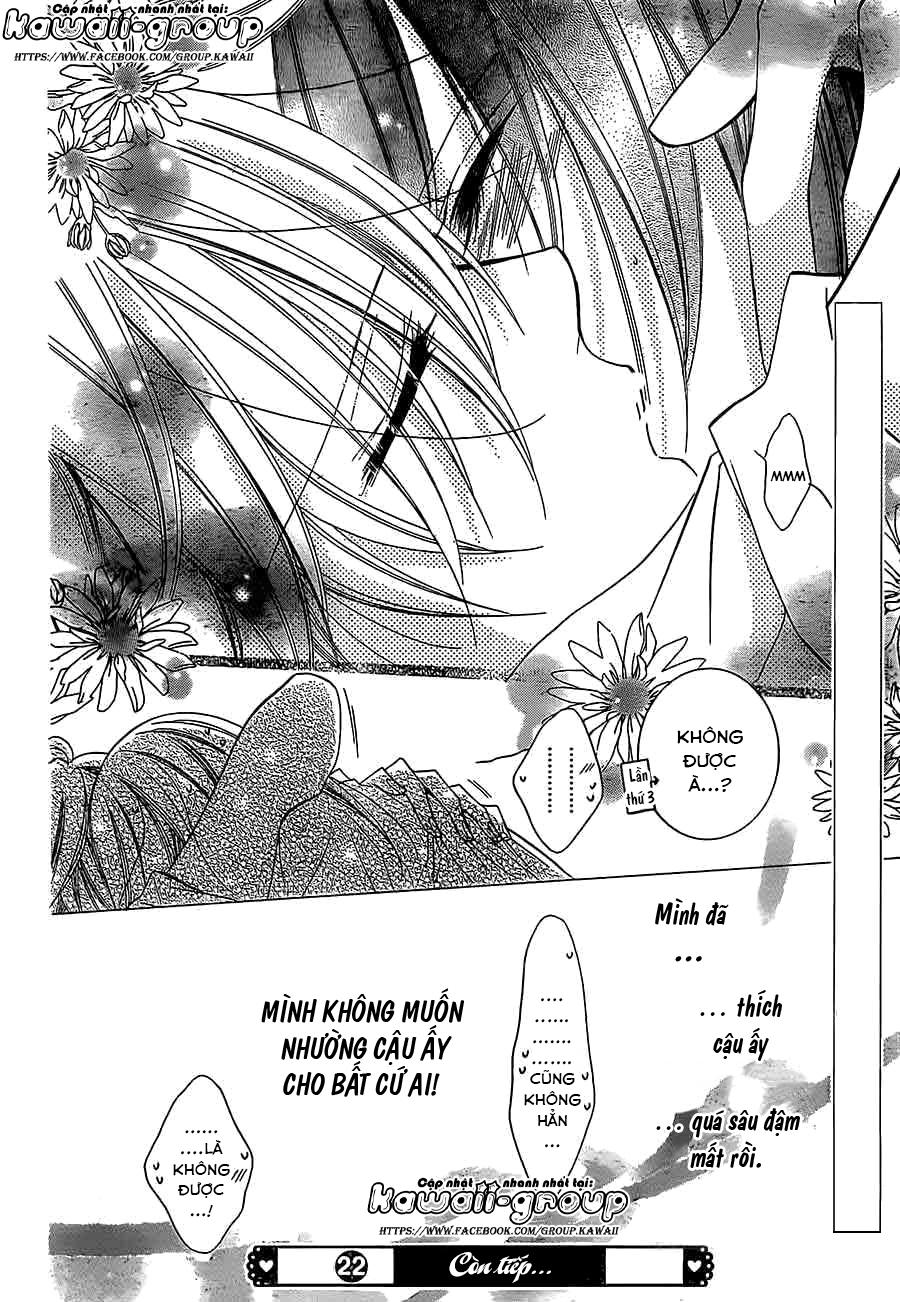 Cập nhật nhanh nhất tại:
kawaii-group
HTTPS://WWW.FACEBOOK.COM/GROUP.KAWAII
MMM
KHÔNG
ĐƯỢC
À...?
Lần
thứ 3
Mình đã
...
... thích
cậu ấy
... quá sâu đậm
mất rồi.
....
......
.......
.......
CŨNG
KHÔNG
HẲN
...
MÌNH KHÔNG MUỐN
NHƯỜNG CẬU ẤY
CHO BẤT CỨ AI!
......
....LÀ
KHÔNG
ĐƯỢC
...!
Cập nhật nhanh nhất tại:
kawaii-group
HTTPS://WWW.FACEBOOK.COM/GROUP.KAWAII
22 Còn tiếp...